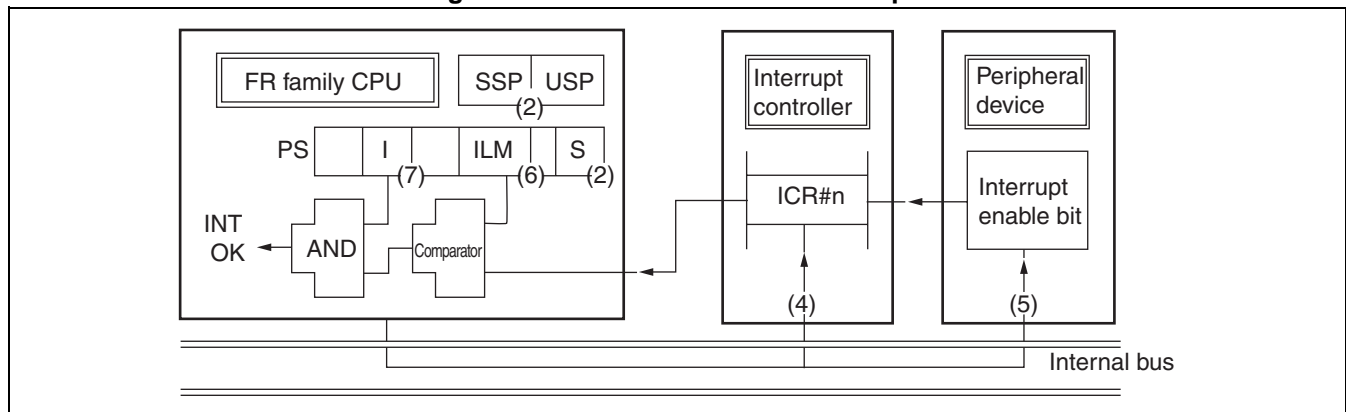 FR family CPU
SSP USP
(2)
PS I ILM S
(7) (6) (2)
INT
OK
AND
Comparator
Interrupt
controller
ICR#n
(4)
Peripheral
device
Interrupt
enable bit
(5)
Internal bus